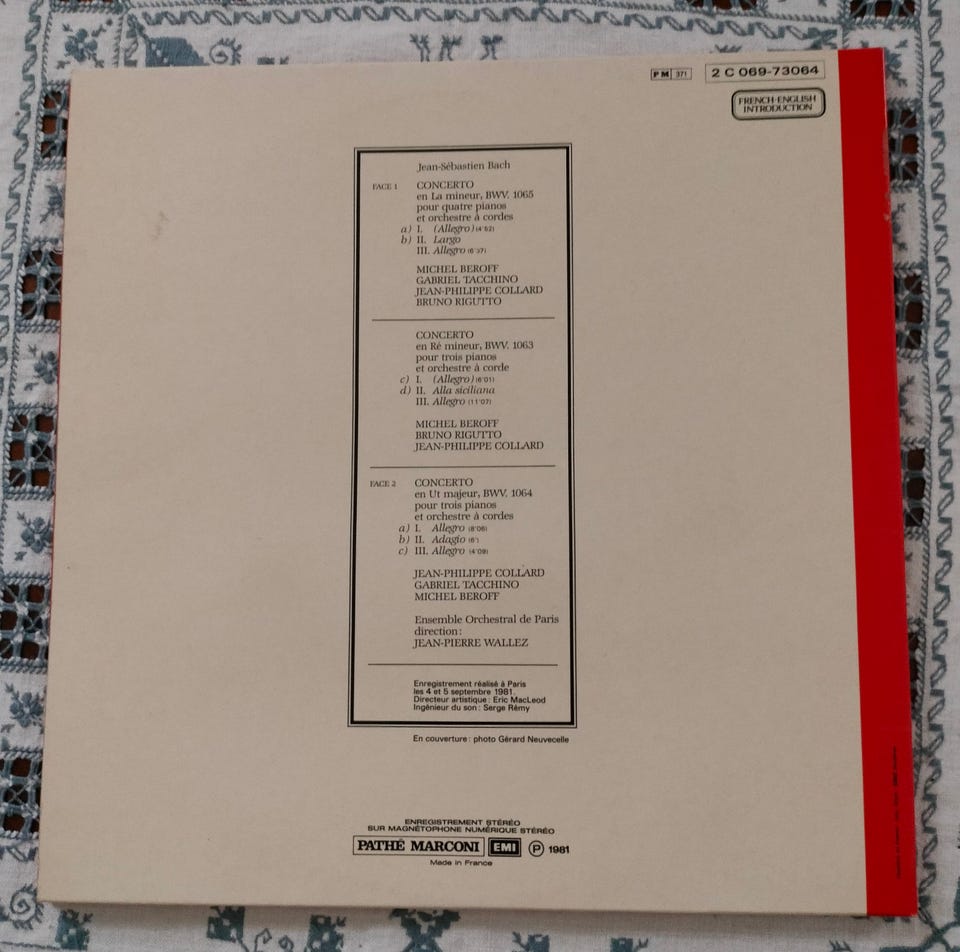 PM 371 2 C 069-73064
FRENCH-ENGLISH
INTRODUCTION
Jean-Sébastien Bach
FACE 1 CONCERTO
en La mineur, BWV. 1065
pour quatre pianos
et orchestre à cordes
a) I. (Allegro) (4'52)
b) II. Largo
III. Allegro (6'37)
MICHEL BEROFF
GABRIEL TACCHINO
JEAN-PHILIPPE COLLARD
BRUNO RIGUTTO
CONCERTO
en Ré mineur, BWV. 1063
pour trois pianos
et orchestre à corde
c) I. (Allegro) (6'01)
d) II. Alla siciliana
III. Allegro (11'07)
MICHEL BEROFF
BRUNO RIGUTTO
JEAN-PHILIPPE COLLARD
FACE 2 CONCERTO
en Ut majeur, BWV. 1064
pour trois pianos
et orchestre à cordes
a) I. Allegro
b) II. Adagio (6')
c) III. Allegro (4'09)
JEAN-PHILIPPE COLLARD
GABRIEL TACCHINO
MICHEL BEROFF
Ensemble Orchestral de Paris
direction :
JEAN-PIERRE WALLEZ
Enregistrement réalisé à Paris
les 4 et 5 septembre 1981.
Directeur artistique : Eric MacLeod
Ingénieur du son : Serge Rémy
En couverture : photo Gérard Neuvecelle
ENREGISTREMENT STÉRÉO
SUR MAGNÉTOPHONE NUMÉRIQUE STÉRÉO
PATHÉ MARCONI EMI Ⓟ 1981
Made in France